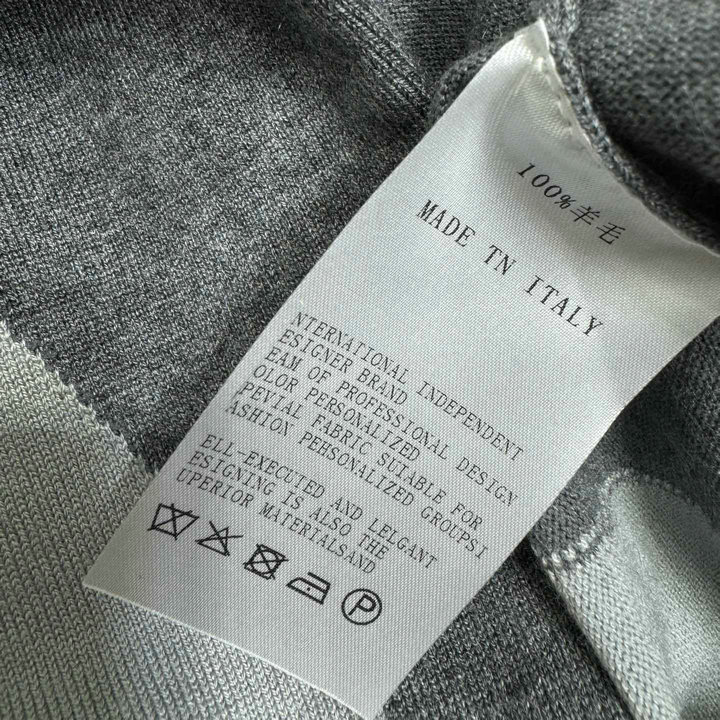 100%羊毛
MADE TN ITALY
NTERNATIONAL INDEPENDENT
ESIGNER BRAND
EAM OF PROFESSIONAL DESIGN
OLOR PERSONALIZED
PEVIAL FABRIC SUIABLE FOR
ASHION PEHSONALIZED GROUPSI
ELL-EXECUTED AND LELGANT
ESIGNING IS ALSO THE
UPERIOR MATERIALSAND
P